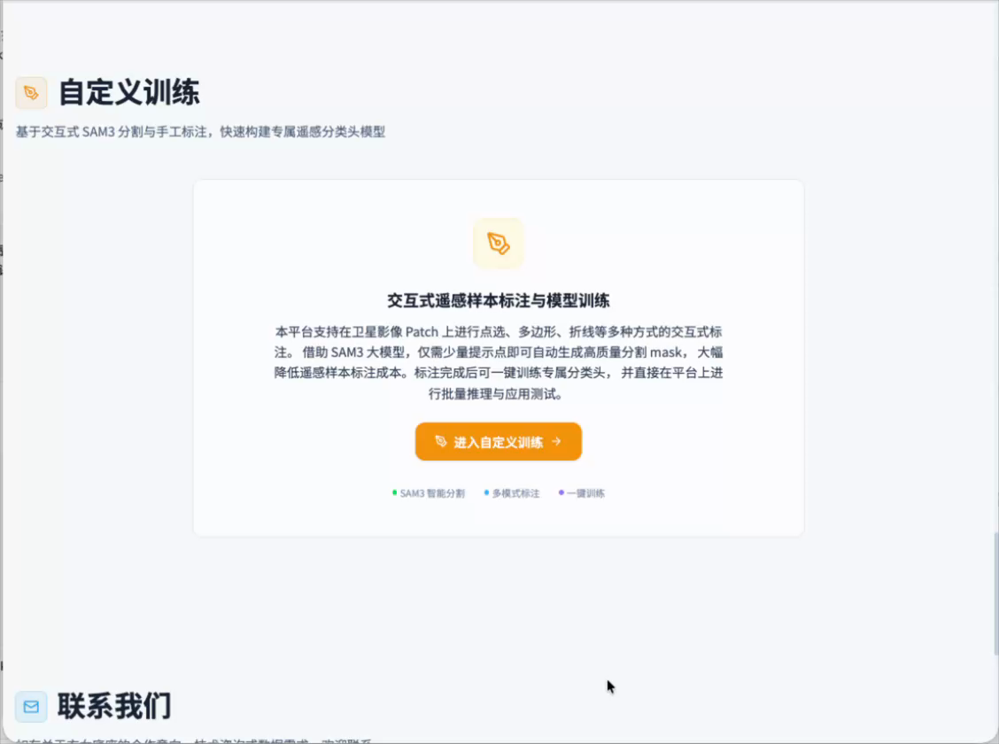 自定义训练
基于交互式 SAM3 分割与手工标注，快速构建专属遥感分类头模型
交互式遥感样本标注与模型训练
本平台支持在卫星影像 Patch 上进行点选、多边形、折线等多种方式的交互式标
注。 借助 SAM3 大模型，仅需少量提示点即可自动生成高质量分割 mask， 大幅
降低遥感样本标注成本。标注完成后可一键训练专属分类头， 并直接在平台上进
行批量推理与应用测试。
进入自定义训练 →
SAM3 智能分割 多模式标注 一键训练
联系我们